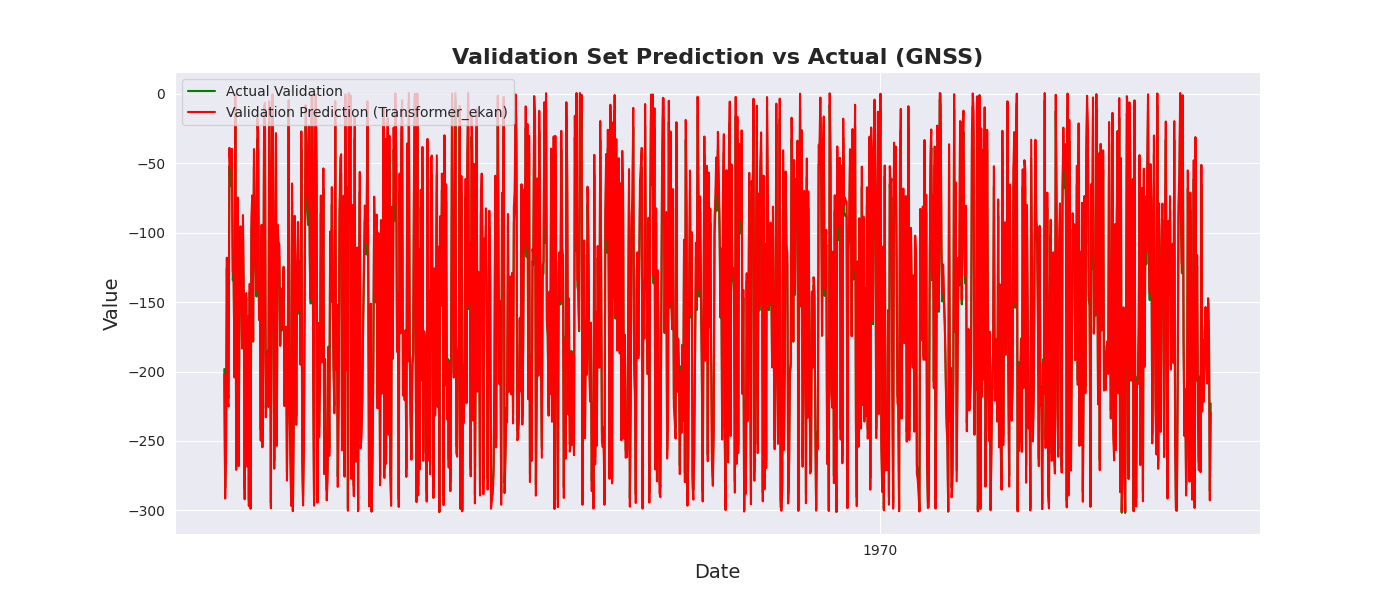 Validation Set Prediction vs Actual (GNSS)
Actual Validation
Validation Prediction (Transformer_ekan)
0
−50
−100
−150
−200
−250
−300
Value
1970
Date